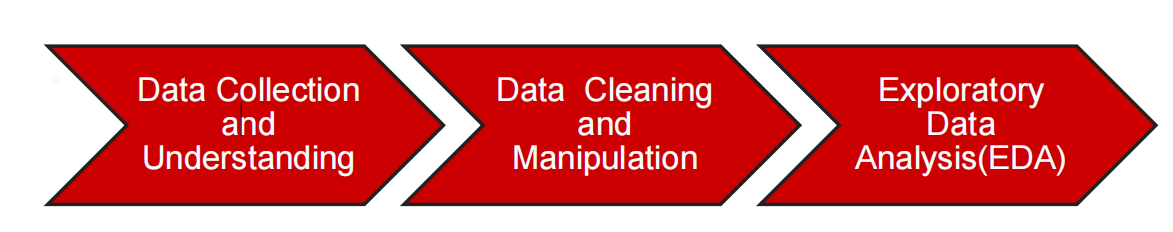 Data Collection
and
Understanding
Data  Cleaning
and
Manipulation
Exploratory
Data
Analysis(EDA)